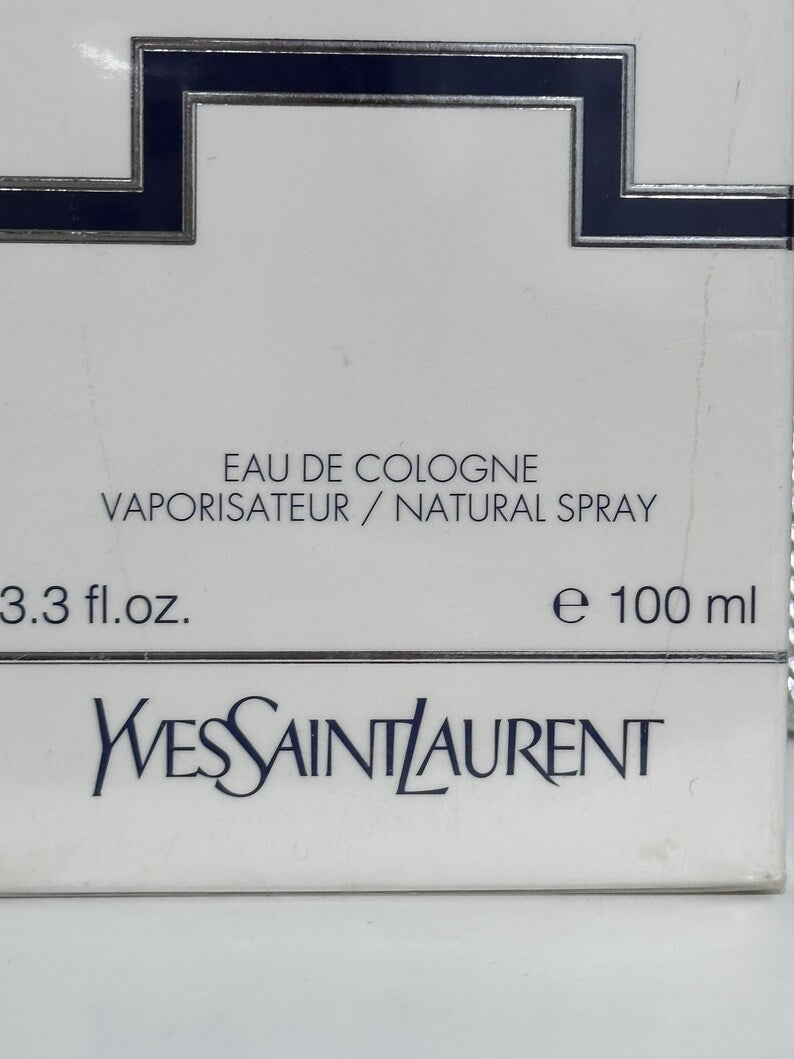 EAU DE COLOGNE
VAPORISATEUR / NATURAL SPRAY
3.3 fl.oz. ℮ 100 ml
YVESSAINTLAURENT